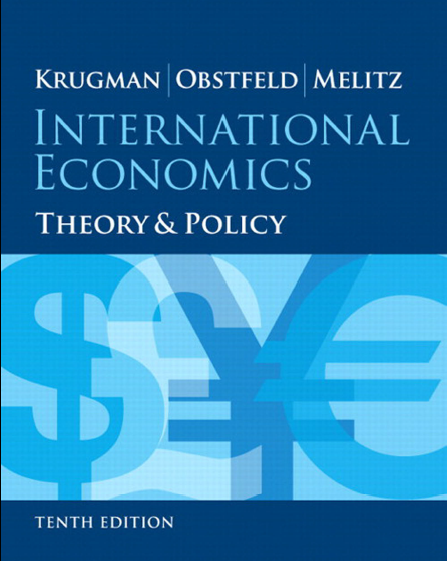 KRUGMAN | OBSTFELD | MELITZ
INTERNATIONAL
ECONOMICS
THEORY & POLICY
$ £ ¥ €
TENTH EDITION